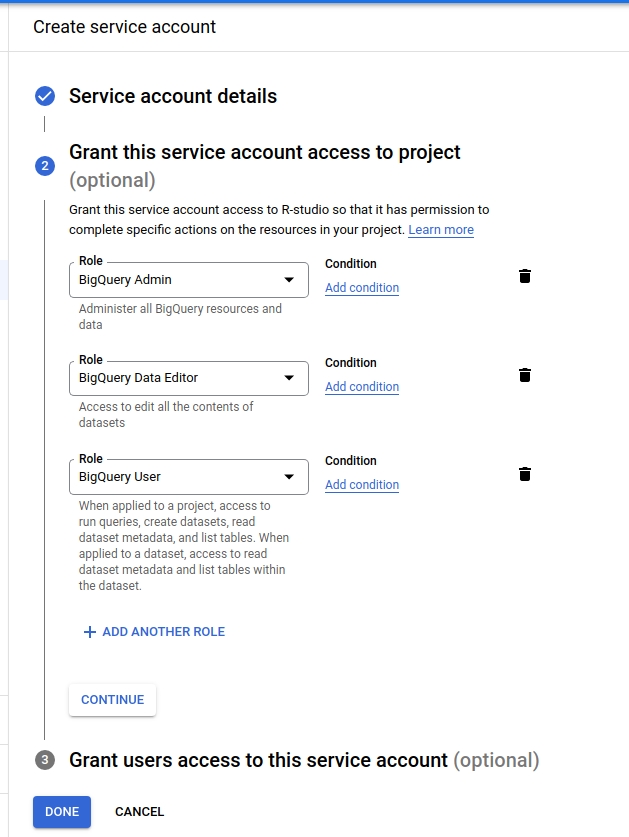 Create service account
Service account details
2
Grant this service account access to project
(optional)
Grant this service account access to R-studio so that it has permission to
complete specific actions on the resources in your project. Learn more
Role
BigQuery Admin
Condition
Add condition
Administer all BigQuery resources and
data
Role
BigQuery Data Editor
Condition
Add condition
Access to edit all the contents of
datasets
Role
BigQuery User
Condition
Add condition
When applied to a project, access to
run queries, create datasets, read
dataset metadata, and list tables. When
applied to a dataset, access to read
dataset metadata and list tables within
the dataset.
+ ADD ANOTHER ROLE
CONTINUE
3 Grant users access to this service account (optional)
DONE CANCEL